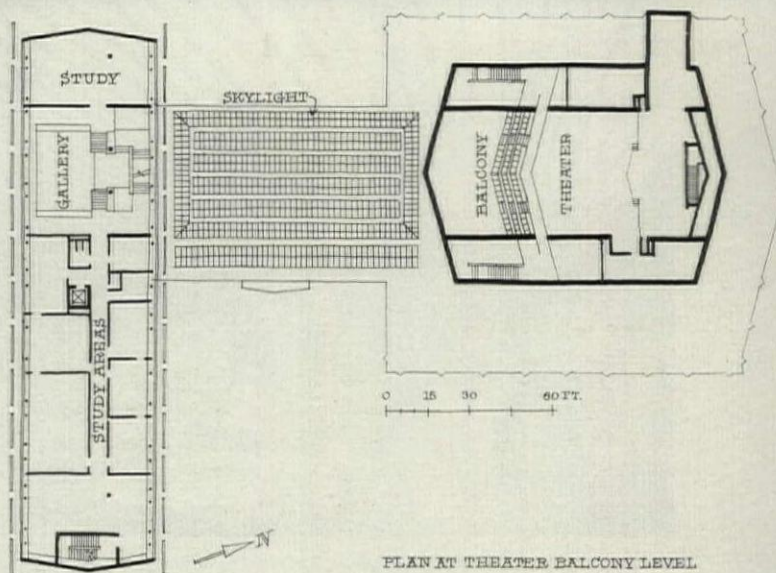 STUDY
SKYLIGHT
GALLERY
BALCONY
THEATER
STUDY AREAS
0 15 30 60 FT.
N
PLAN AT THEATER BALCONY LEVEL